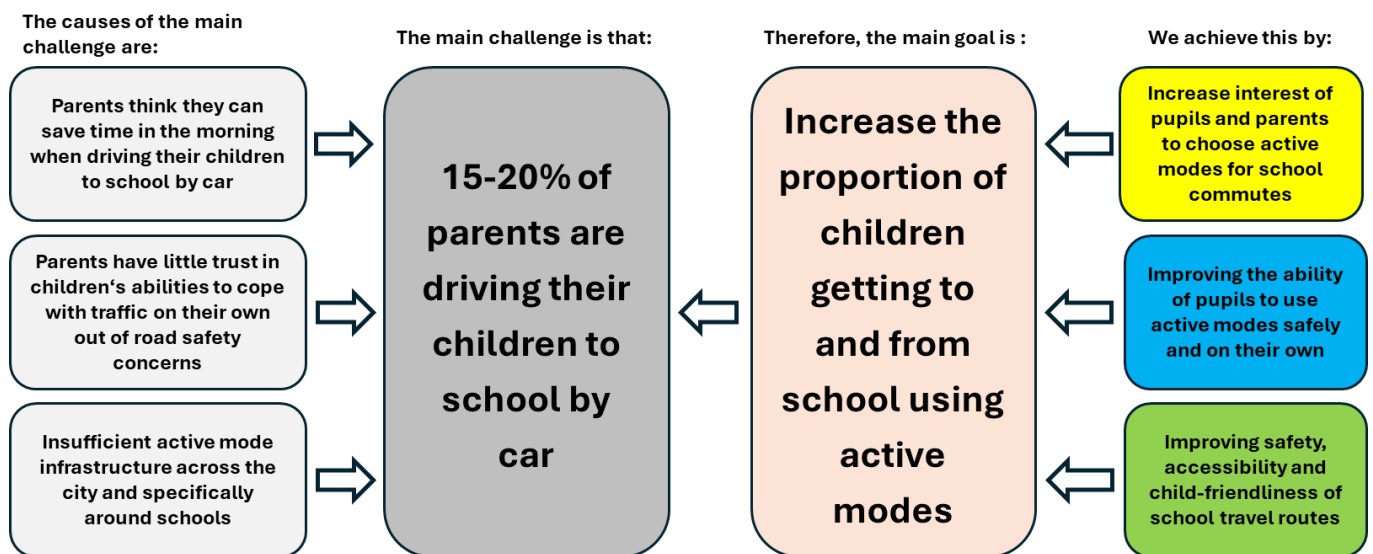 The causes of the main
challenge are:
The main challenge is that:
Therefore, the main goal is :
We achieve this by:
Parents think they can
save time in the morning
when driving their children
to school by car
Parents have little trust in
children‘s abilities to cope
with traffic on their own
out of road safety
concerns
Insufficient active mode
infrastructure across the
city and specifically
around schools
15-20% of
parents are
driving their
children to
school by
car
Increase the
proportion of
children
getting to
and from
school using
active
modes
Increase interest of
pupils and parents
to choose active
modes for school
commutes
Improving the ability
of pupils to use
active modes safely
and on their own
Improving safety,
accessibility and
child-friendliness of
school travel routes